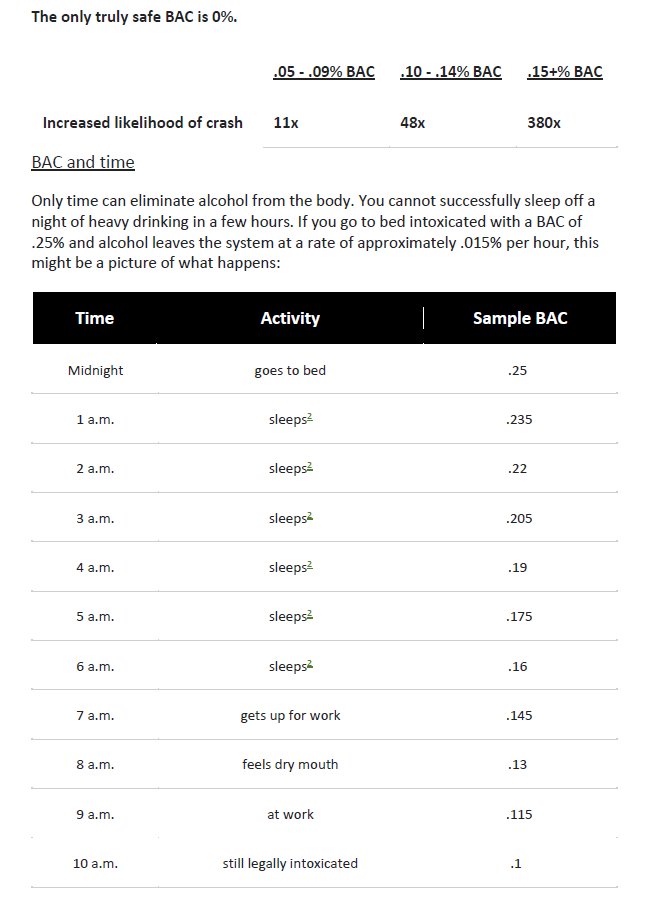 The only truly safe BAC is 0%.
.05 - .09% BAC .10 - .14% BAC .15+% BAC
Increased likelihood of crash 11x 48x 380x
BAC and time
Only time can eliminate alcohol from the body. You cannot successfully sleep off a
night of heavy drinking in a few hours. If you go to bed intoxicated with a BAC of
.25% and alcohol leaves the system at a rate of approximately .015% per hour, this
might be a picture of what happens:
Time Activity Sample BAC
Midnight goes to bed .25
1 a.m. sleeps2 .235
2 a.m. sleeps2 .22
3 a.m. sleeps2 .205
4 a.m. sleeps2 .19
5 a.m. sleeps2 .175
6 a.m. sleeps2 .16
7 a.m. gets up for work .145
8 a.m. feels dry mouth .13
9 a.m. at work .115
10 a.m. still legally intoxicated .1